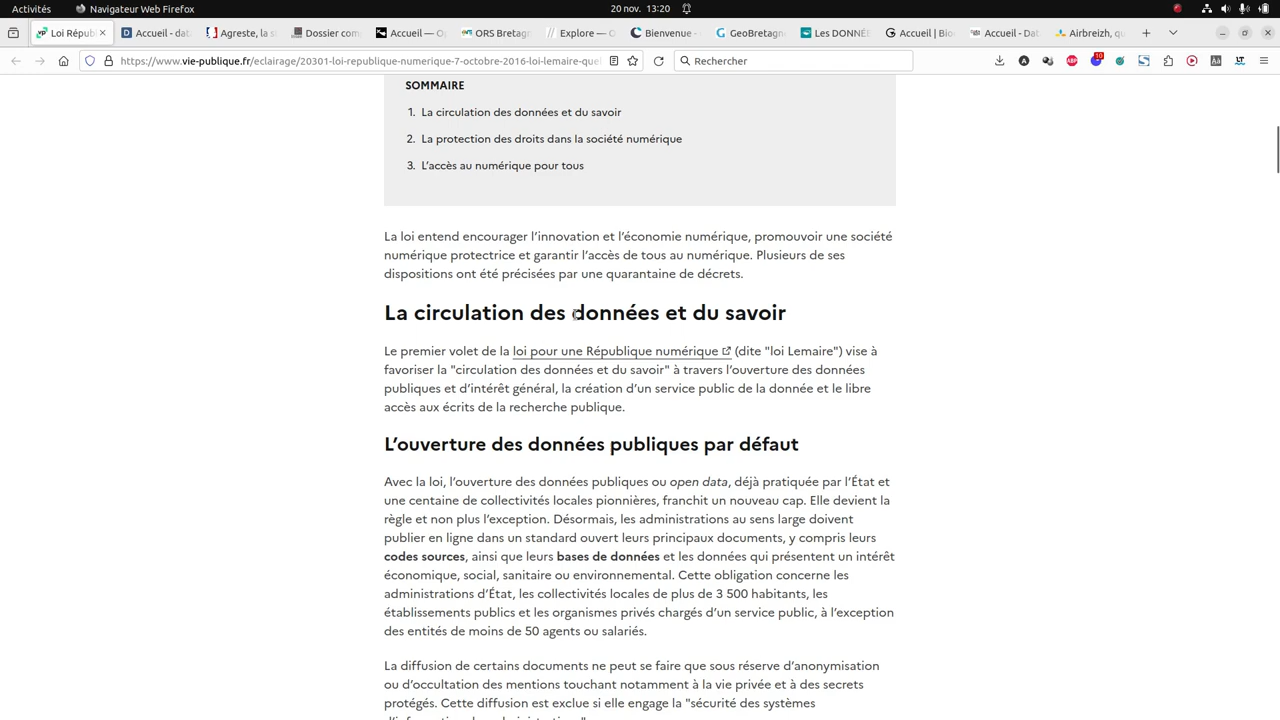 Activités
Navigateur Web Firefox
20 nov. 13:20
Loi Répub
Accueil - data
Agreste, la s
Dossier com
Accueil — Op
ORS Bretagn
Explore —
Bienvenue -
GeoBretagne
Les DONNÉE
Accueil | Bio
Accueil - Dat
Airbreizh, qu
https://www.vie-publique.fr/eclairage/20301-loi-republique-numerique-7-octobre-2016-loi-lemaire-quel
Rechercher
SOMMAIRE
1. La circulation des données et du savoir
2. La protection des droits dans la société numérique
3. L’accès au numérique pour tous
La loi entend encourager l’innovation et l’économie numérique, promouvoir une société
numérique protectrice et garantir l’accès de tous au numérique. Plusieurs de ses
dispositions ont été précisées par une quarantaine de décrets.
La circulation des données et du savoir
Le premier volet de la loi pour une République numérique (dite "loi Lemaire") vise à
favoriser la "circulation des données et du savoir" à travers l’ouverture des données
publiques et d’intérêt général, la création d’un service public de la donnée et le libre
accès aux écrits de la recherche publique.
L’ouverture des données publiques par défaut
Avec la loi, l’ouverture des données publiques ou open data, déjà pratiquée par l’État et
une centaine de collectivités locales pionnières, franchit un nouveau cap. Elle devient la
règle et non plus l’exception. Désormais, les administrations au sens large doivent
publier en ligne dans un standard ouvert leurs principaux documents, y compris leurs
codes sources, ainsi que leurs bases de données et les données qui présentent un intérêt
économique, social, sanitaire ou environnemental. Cette obligation concerne les
administrations d’État, les collectivités locales de plus de 3 500 habitants, les
établissements publics et les organismes privés chargés d’un service public, à l’exception
des entités de moins de 50 agents ou salariés.
La diffusion de certains documents ne peut se faire que sous réserve d’anonymisation
ou d’occultation des mentions touchant notamment à la vie privée et à des secrets
protégés. Cette diffusion est exclue si elle engage la "sécurité des systèmes